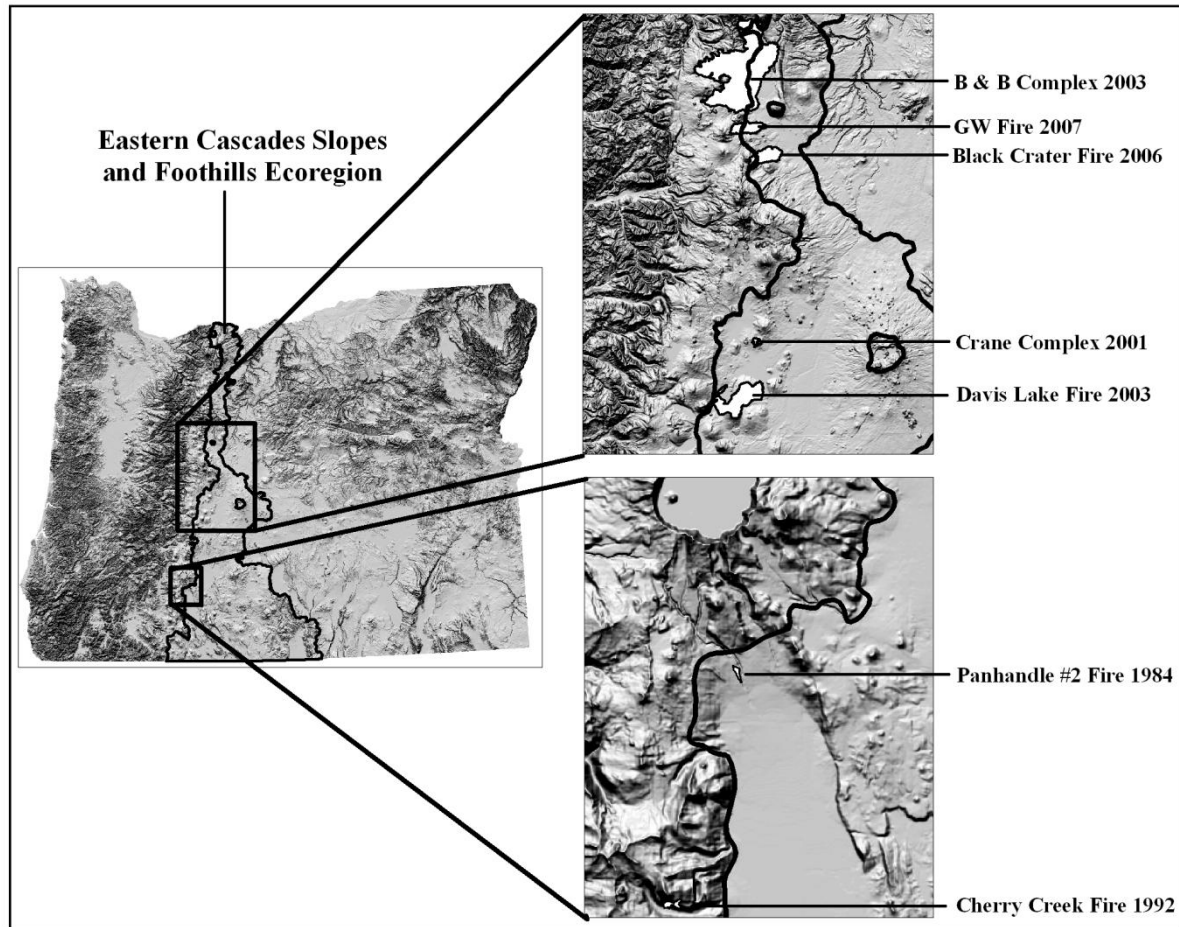 Eastern Cascades Slopes
and Foothills Ecoregion
B & B Complex 2003
GW Fire 2007
Black Crater Fire 2006
Crane Complex 2001
Davis Lake Fire 2003
Panhandle #2 Fire 1984
Cherry Creek Fire 1992